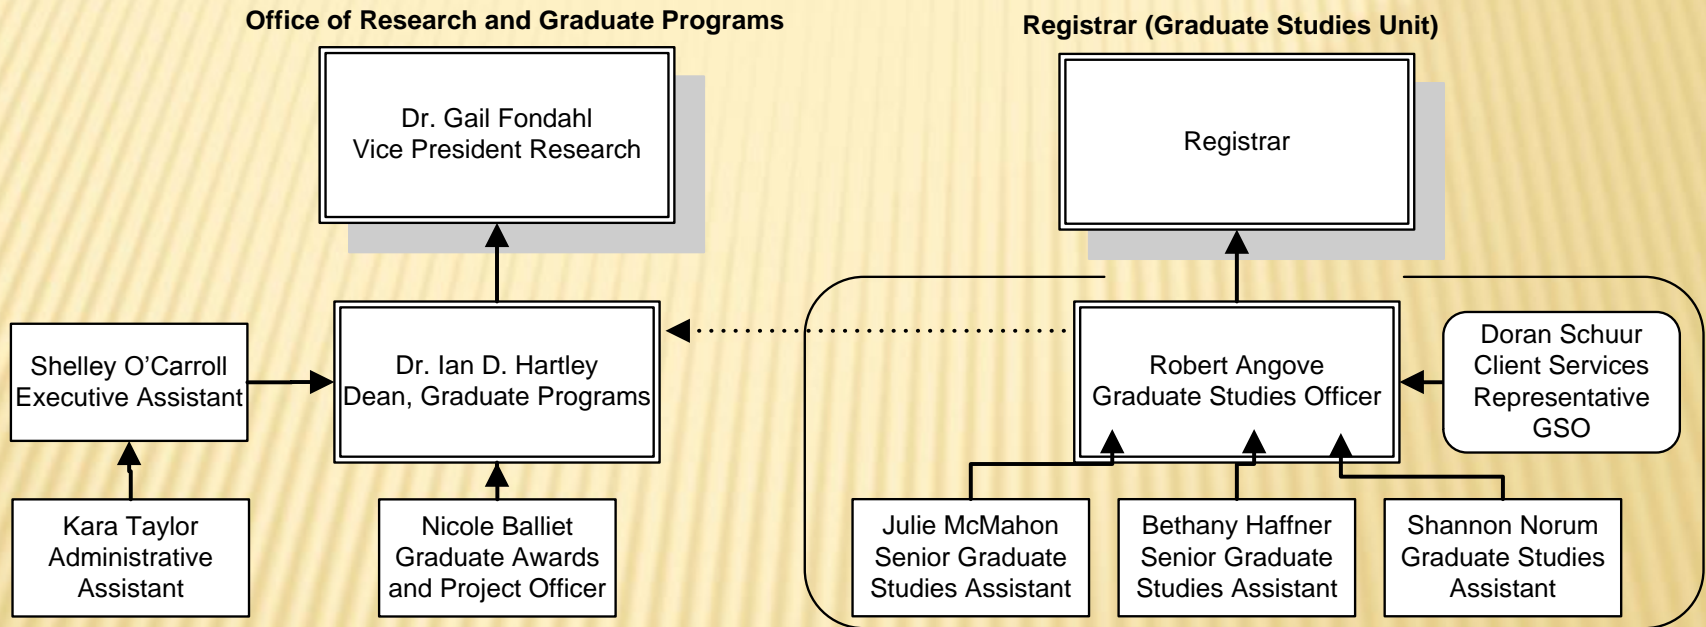 Office of Research and Graduate Programs
Registrar (Graduate Studies Unit)
Dr. Gail Fondahl
Vice President Research
Registrar
Shelley O’Carroll
Executive Assistant
Dr. Ian D. Hartley
Dean, Graduate Programs
Robert Angove
Graduate Studies Officer
Doran Schuur
Client Services
Representative
GSO
Kara Taylor
Administrative
Assistant
Nicole Balliet
Graduate Awards
and Project Officer
Julie McMahon
Senior Graduate
Studies Assistant
Bethany Haffner
Senior Graduate
Studies Assistant
Shannon Norum
Graduate Studies
Assistant